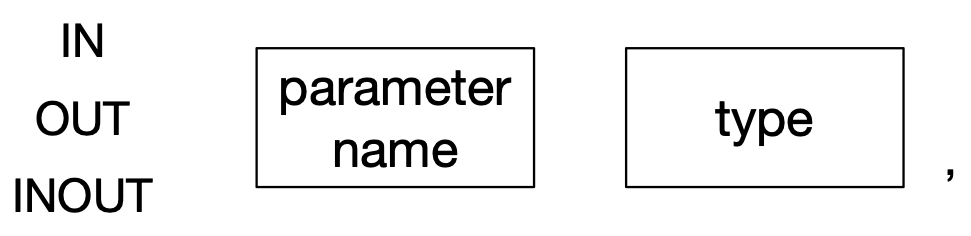 IN
OUT
INOUT
parameter
name
type
,